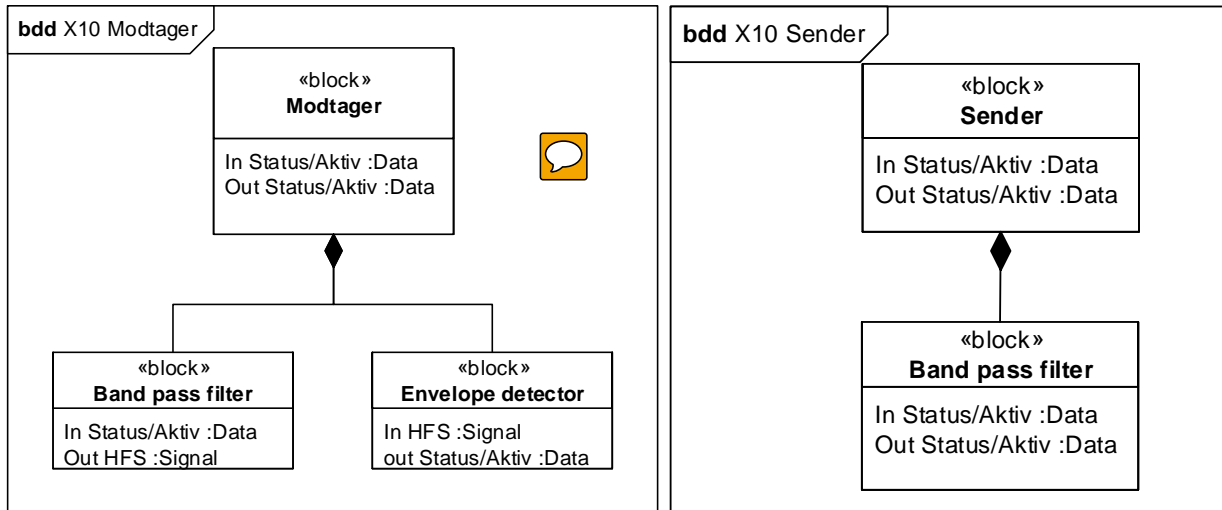 bdd X10 Modtager
«block»
Modtager
In Status/Aktiv :Data
Out Status/Aktiv :Data
«block»
Band pass filter
In Status/Aktiv :Data
Out HFS :Signal
«block»
Envelope detector
In HFS :Signal
out Status/Aktiv :Data
bdd X10 Sender
«block»
Sender
In Status/Aktiv :Data
Out Status/Aktiv :Data
«block»
Band pass filter
In Status/Aktiv :Data
Out Status/Aktiv :Data